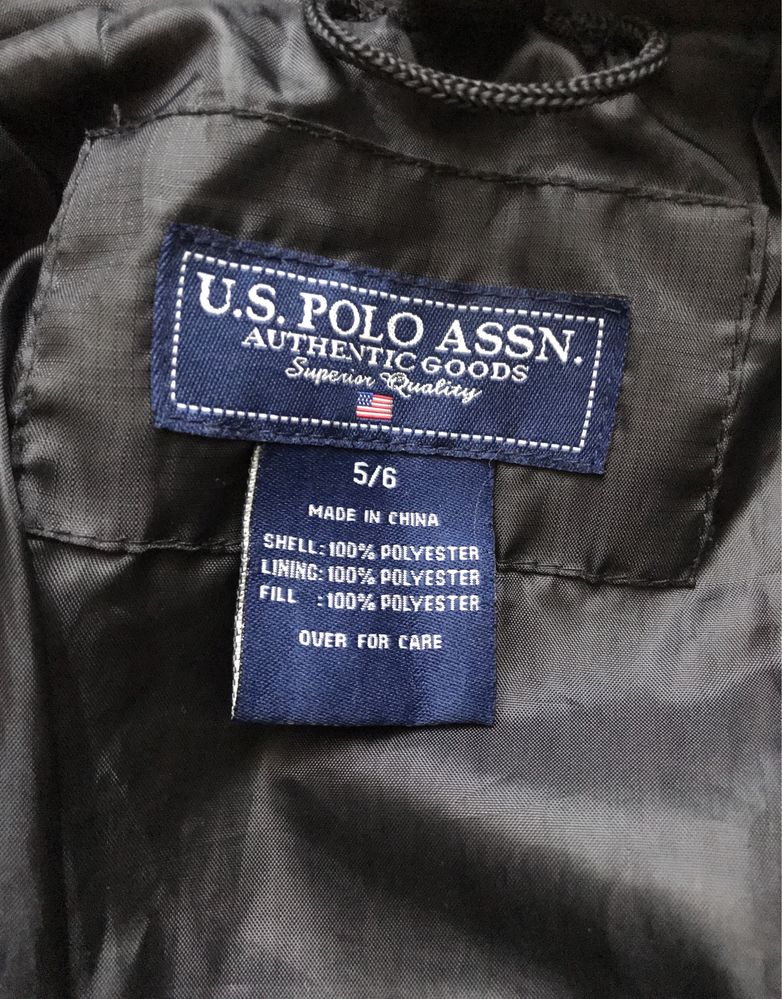 U.S. POLO ASSN.
AUTHENTIC GOODS
Superior Quality
5/6
MADE IN CHINA
SHELL:100% POLYESTER
LINING:100% POLYESTER
FILL :100% POLYESTER
OVER FOR CARE